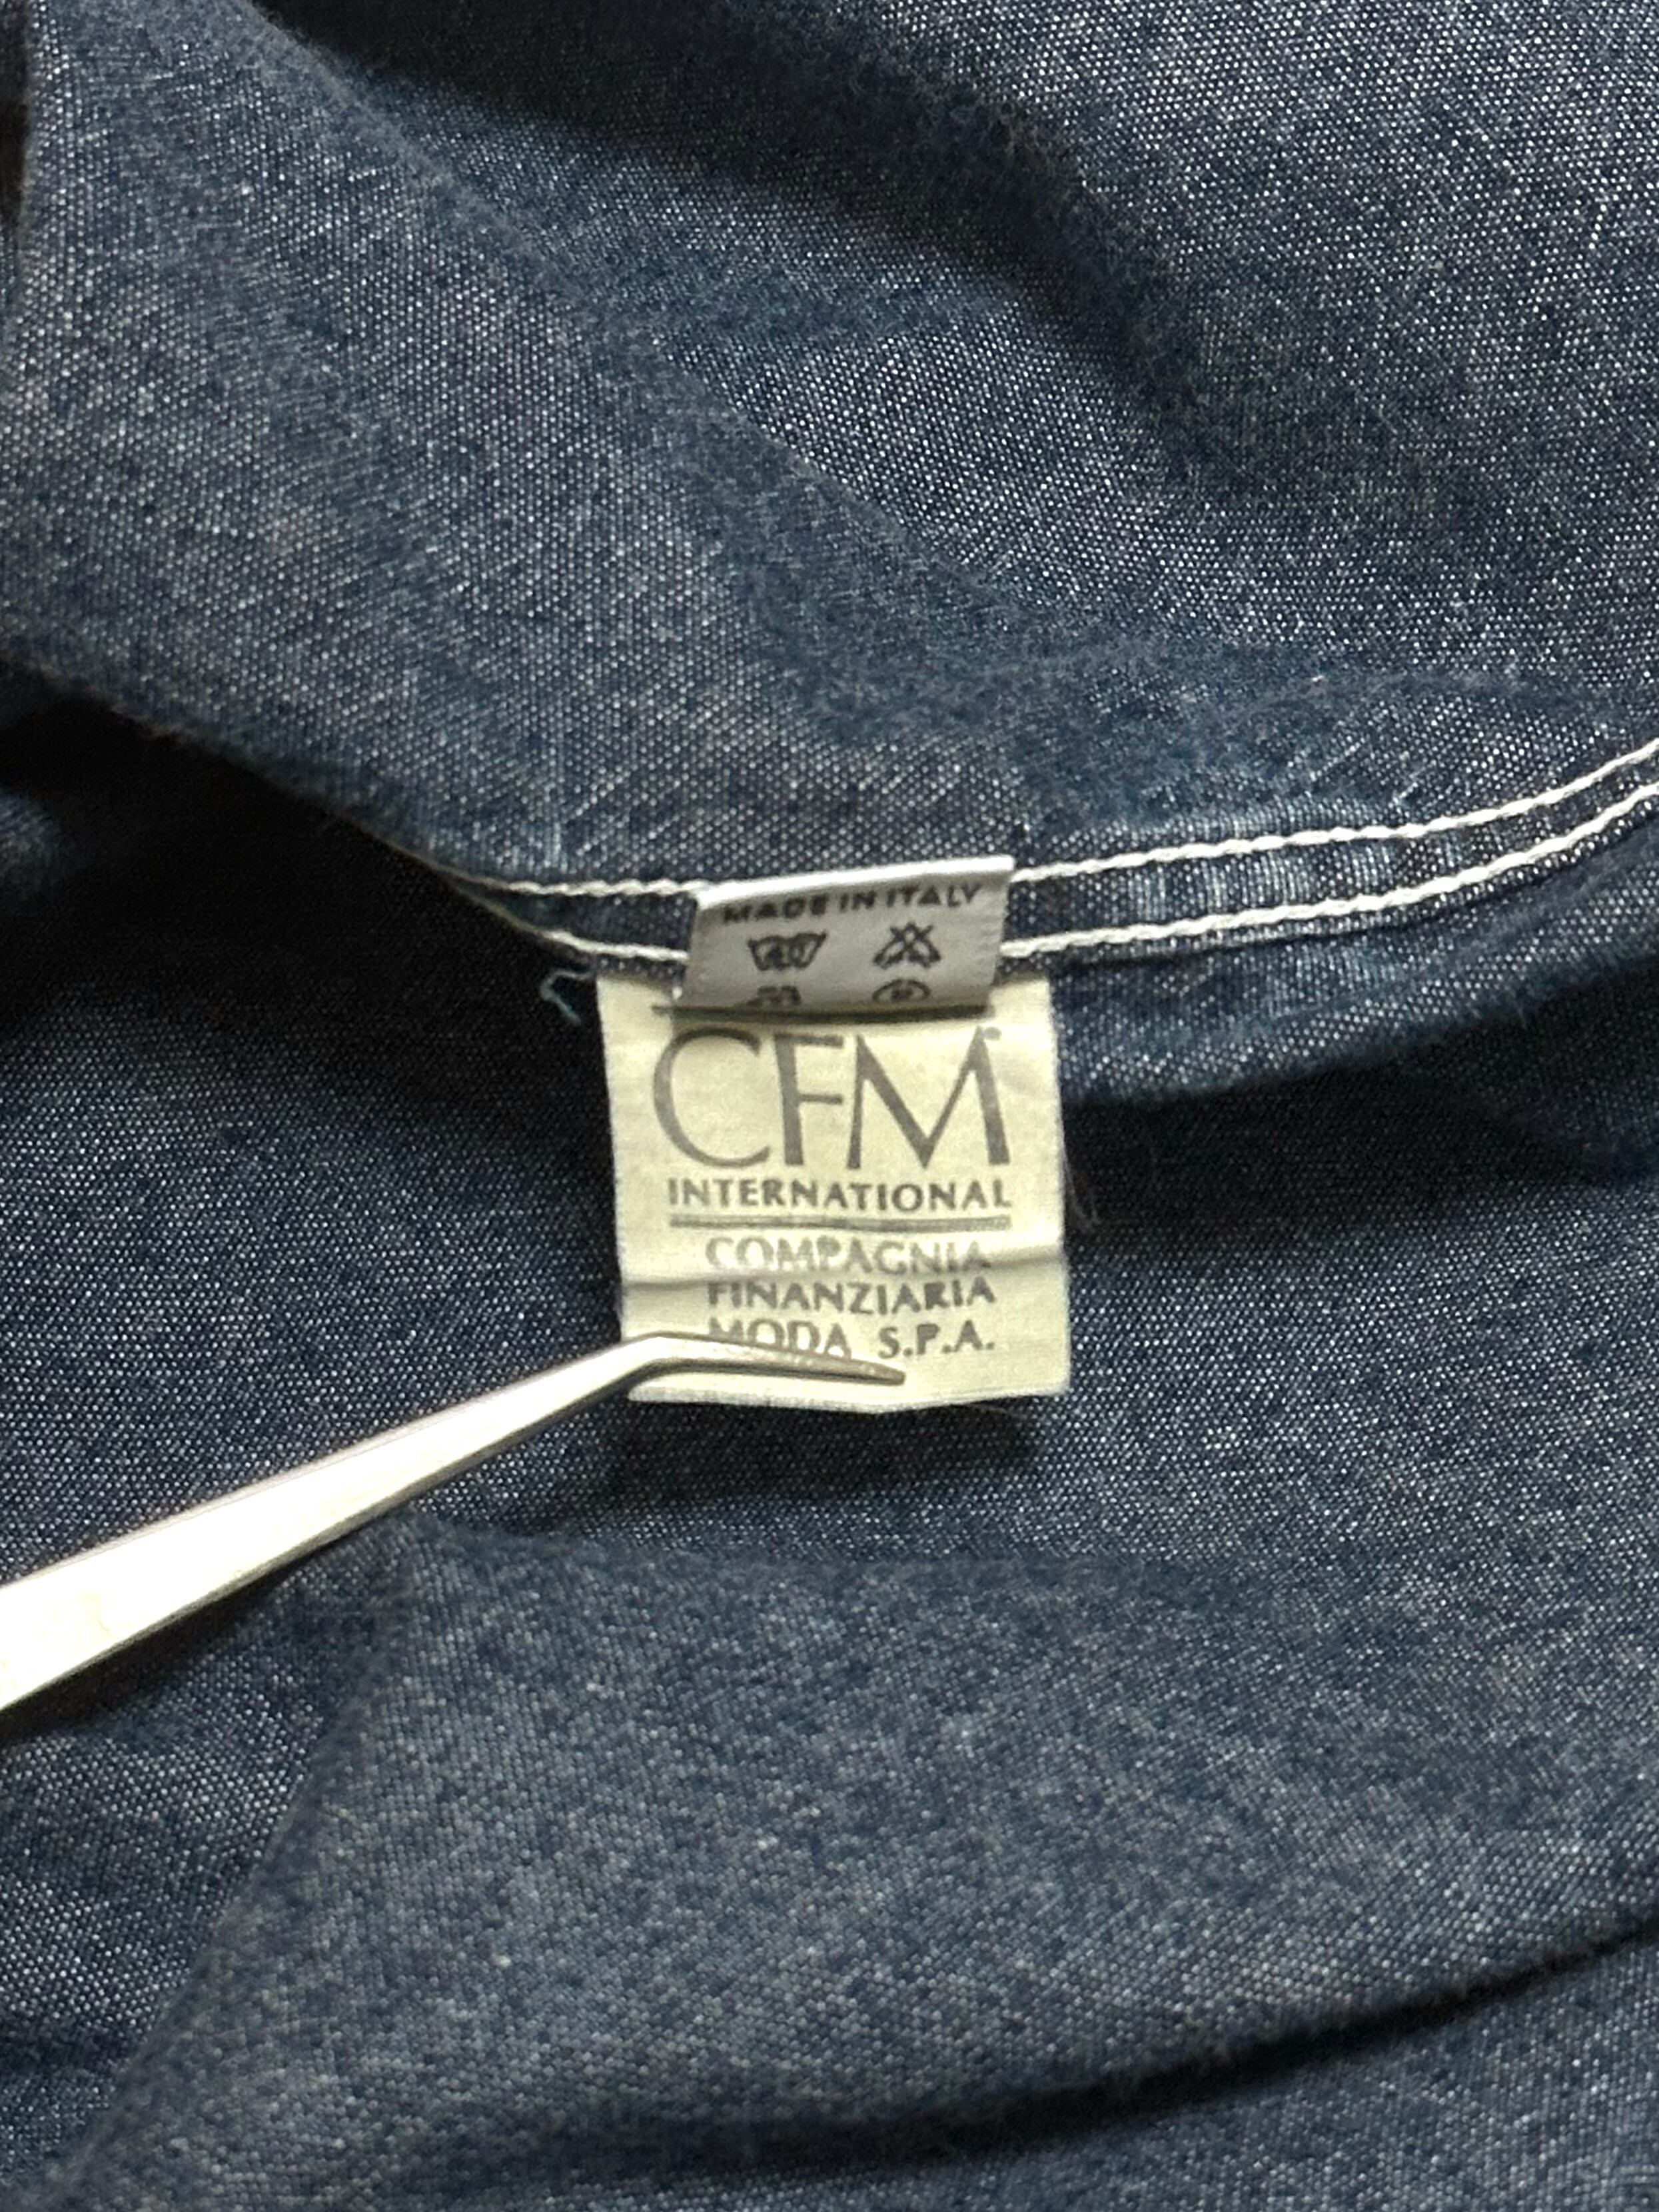 MADE IN ITALY
CFM
INTERNATIONAL
COMPAGNIA
FINANZIARIA
MODA S.P.A.